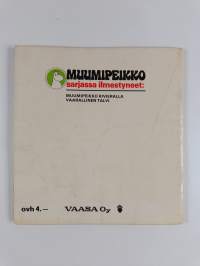 MUUMIPEIKKO
sarjassa ilmestyneet:
MUUMIPEIKKO RIVIERALLA
VAARALLINEN TALVI
ovh 4.—
VAASA Oy